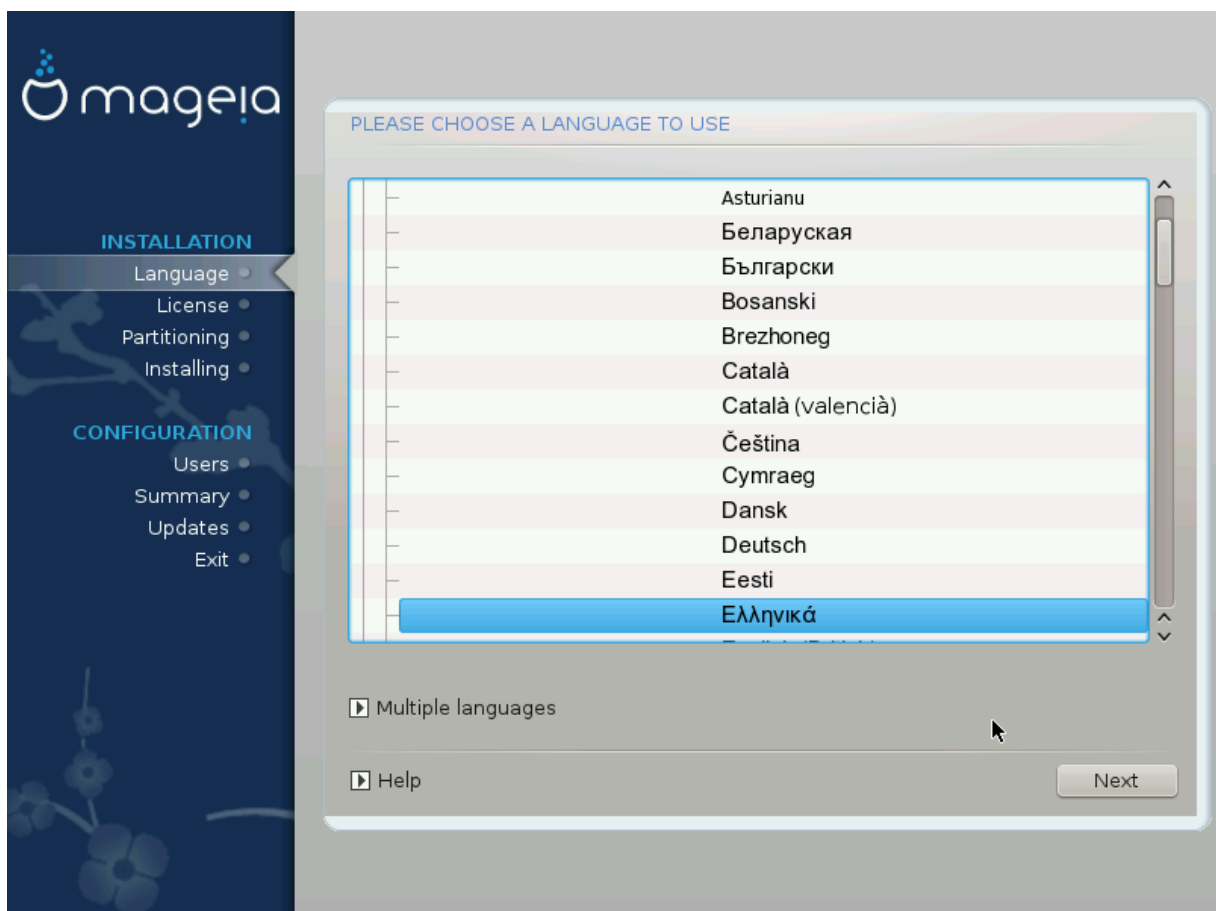 mageia
PLEASE CHOOSE A LANGUAGE TO USE
INSTALLATION
Language
License
Partitioning
Installing
CONFIGURATION
Users
Summary
Updates
Exit
Asturianu
Беларуская
Български
Bosanski
Brezhoneg
Català
Català (valencià)
Čeština
Cymraeg
Dansk
Deutsch
Eesti
Ελληνικά
Multiple languages
Help
Next